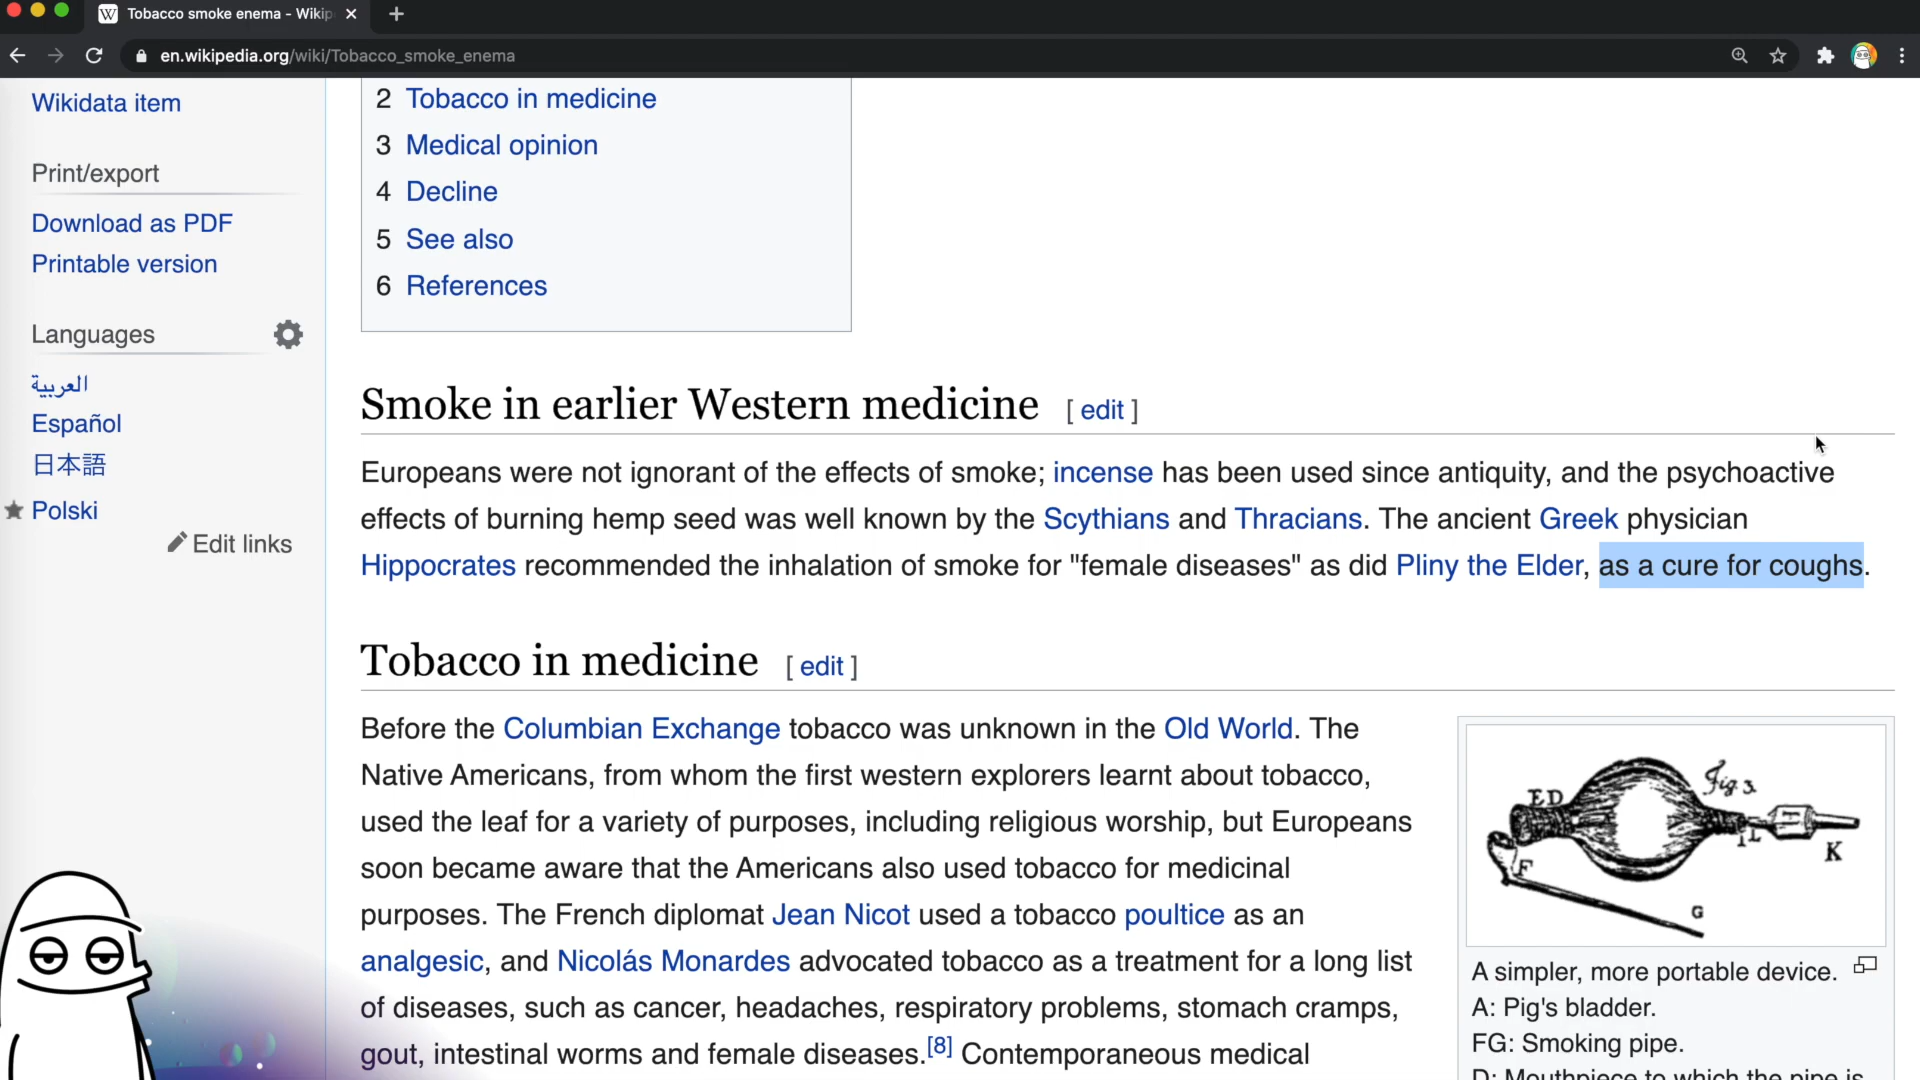 Tobacco smoke enema - Wikip
en.wikipedia.org/wiki/Tobacco_smoke_enema
Wikidata item
Print/export
Download as PDF
Printable version
Languages
العربية
Español
日本語
Polski
Edit links
2 Tobacco in medicine
3 Medical opinion
4 Decline
5 See also
6 References
Smoke in earlier Western medicine [ edit ]
Europeans were not ignorant of the effects of smoke; incense has been used since antiquity, and the psychoactive
effects of burning hemp seed was well known by the Scythians and Thracians. The ancient Greek physician
Hippocrates recommended the inhalation of smoke for "female diseases" as did Pliny the Elder, as a cure for coughs.
Tobacco in medicine [ edit ]
Before the Columbian Exchange tobacco was unknown in the Old World. The
Native Americans, from whom the first western explorers learnt about tobacco,
used the leaf for a variety of purposes, including religious worship, but Europeans
soon became aware that the Americans also used tobacco for medicinal
purposes. The French diplomat Jean Nicot used a tobacco poultice as an
analgesic, and Nicolás Monardes advocated tobacco as a treatment for a long list
of diseases, such as cancer, headaches, respiratory problems, stomach cramps,
gout, intestinal worms and female diseases.[8] Contemporaneous medical
Fig 3.
E D
F
G
K
A simpler, more portable device.
A: Pig's bladder.
FG: Smoking pipe.
D: Mouthpiece to which the pipe is